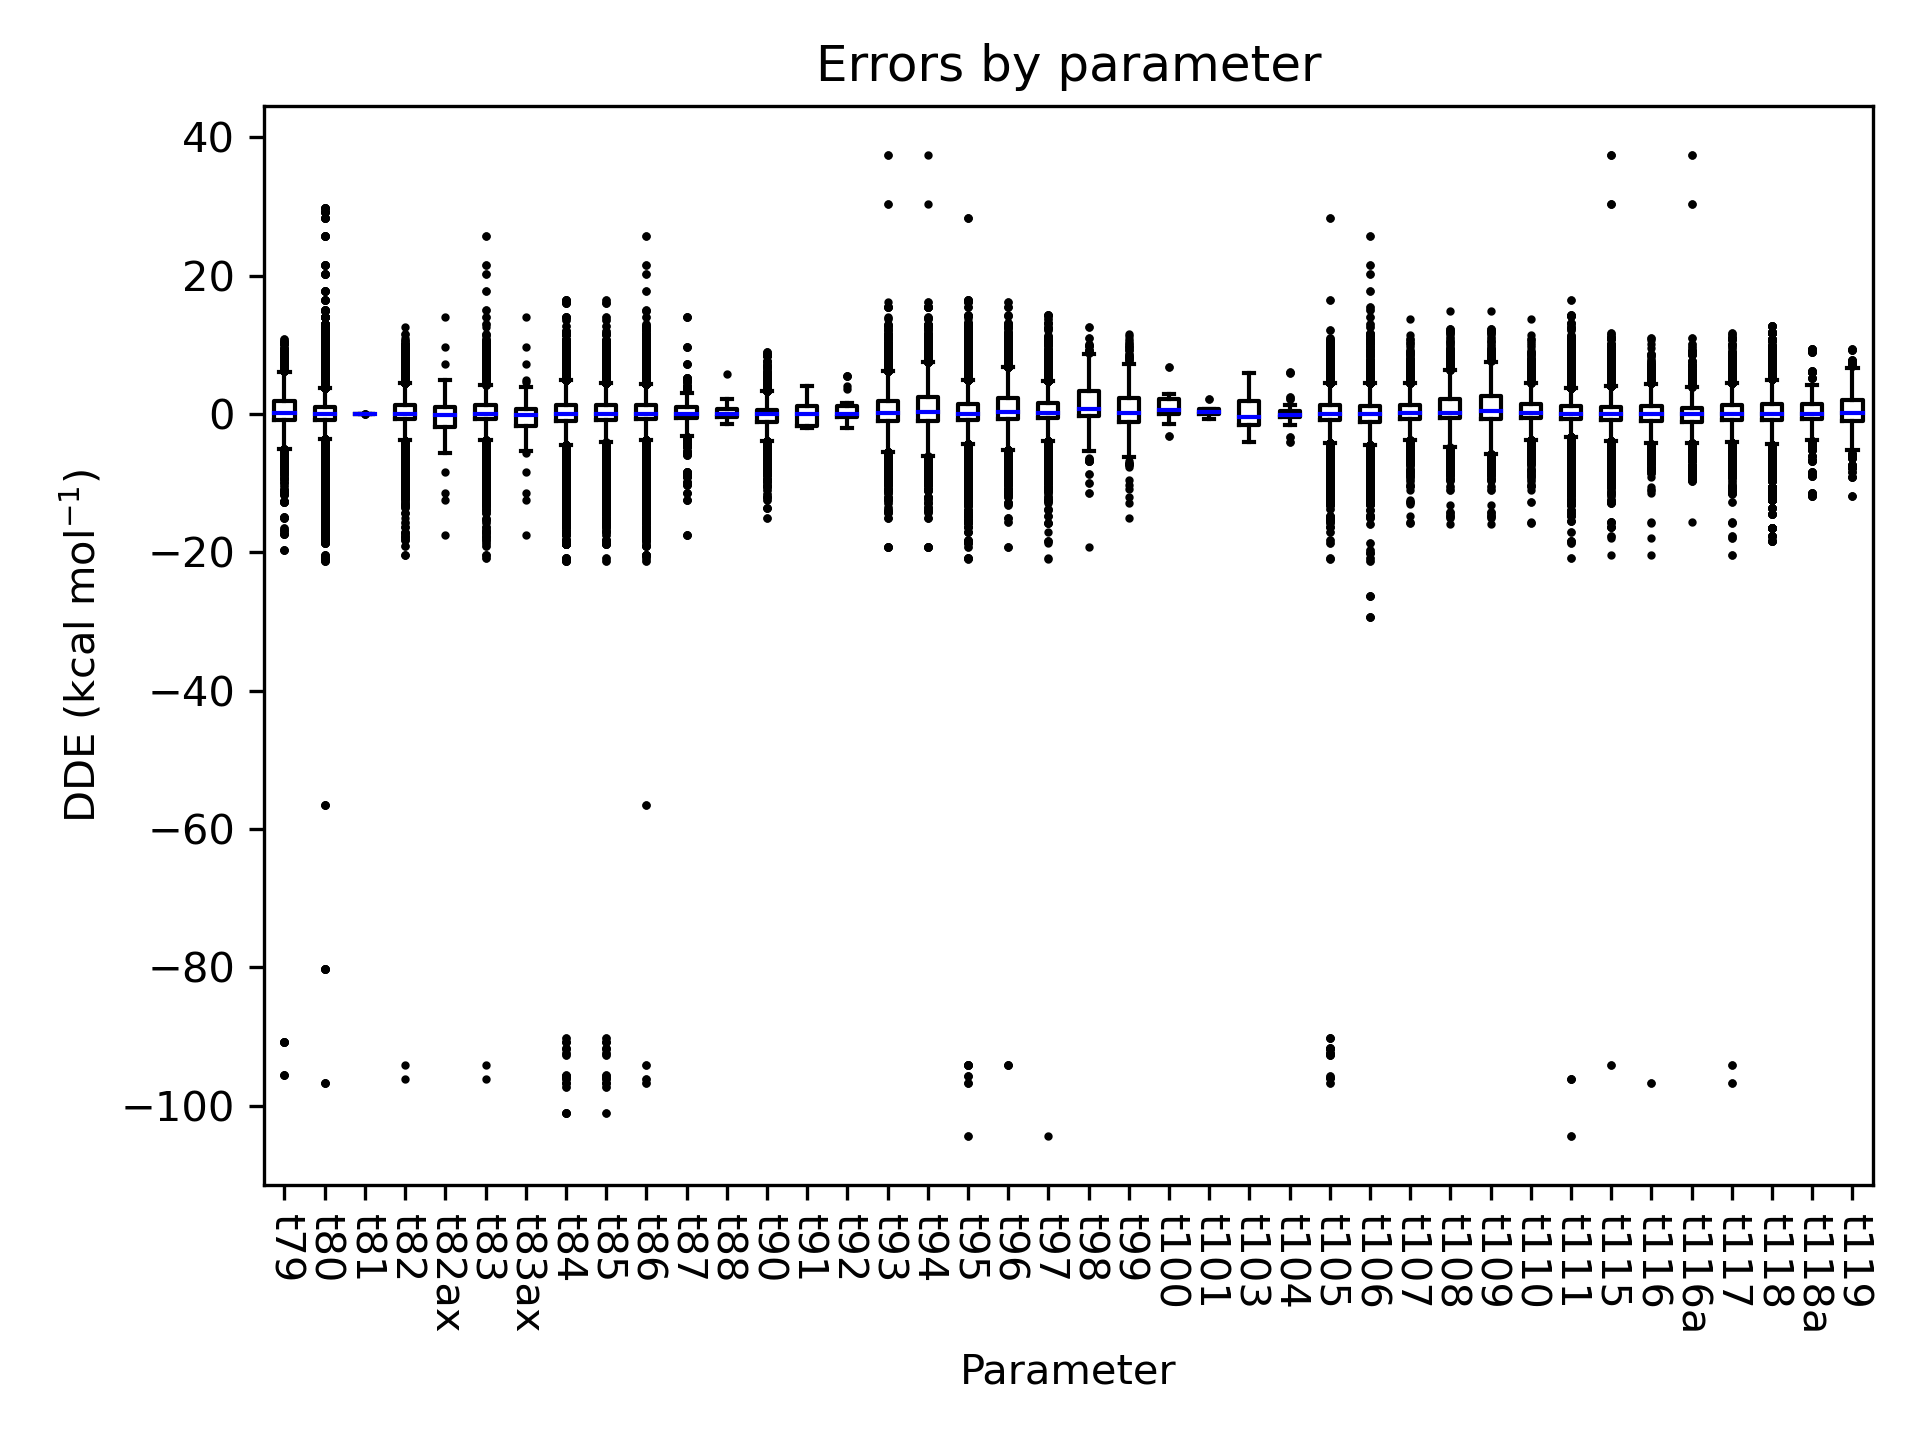 Errors by parameter
40
20
0
−20
−40
−60
−80
−100
DDE (kcal mol⁻¹)
t79 t80 t81 t82 t82ax t83 t83ax t84 t85 t86 t87 t88 t90 t91 t92 t93 t94 t95 t96 t97 t98 t99 t100 t101 t103 t104 t105 t106 t107 t108 t109 t110 t111 t115 t116 t116a t117 t118 t118a t119
Parameter